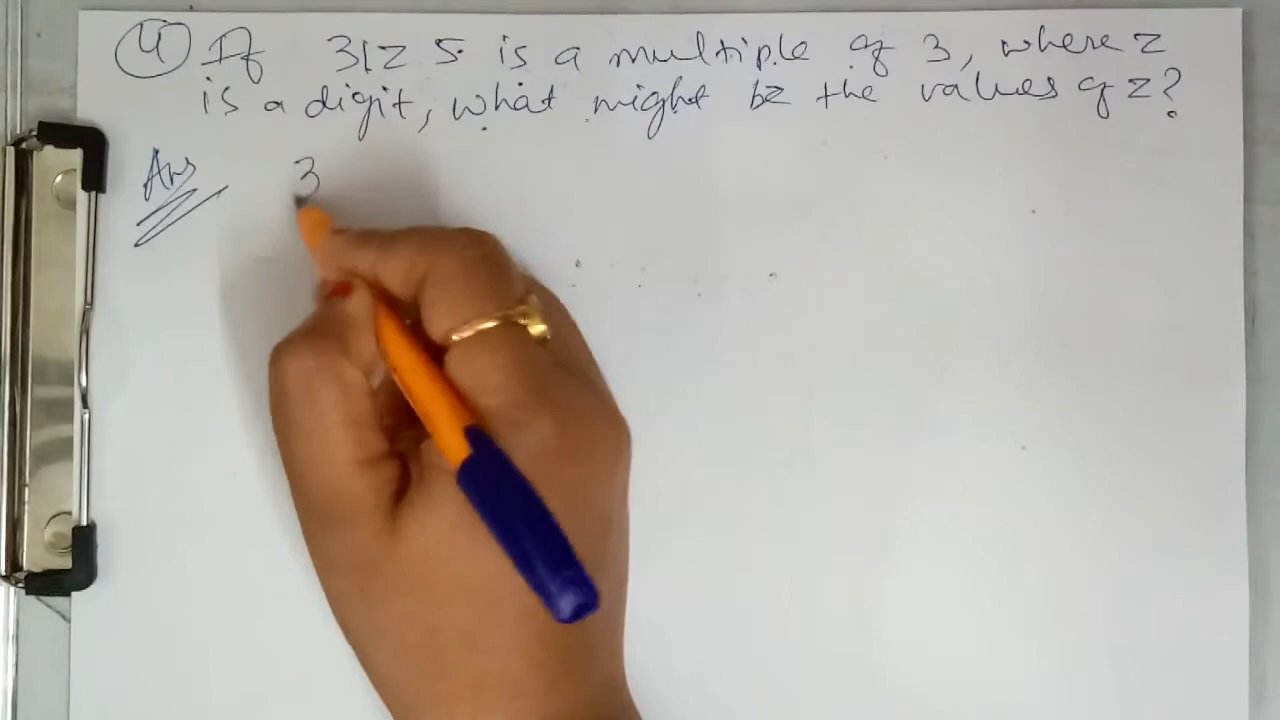 ④ If 31z5 is a multiple of 3, where z
is a digit, what might be the values of z?
Ans 3